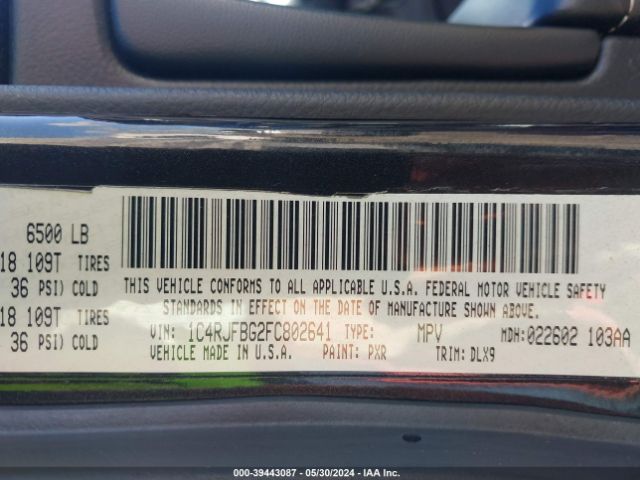 6500 LB
18 109T TIRES
36 PSI) COLD
18 109T TIRES
36 PSI) COLD
THIS VEHICLE CONFORMS TO ALL APPLICABLE U.S.A. FEDERAL MOTOR VEHICLE SAFETY
STANDARDS IN EFFECT ON THE DATE OF MANUFACTURE SHOWN ABOVE.
VIN: 1C4RJFBG2FC802641 TYPE: MPV MDH:022602 103AA
VEHICLE MADE IN U.S.A. PAINT: PXR TRIM: DLX9
000-39443087 - 05/30/2024 - IAA Inc.